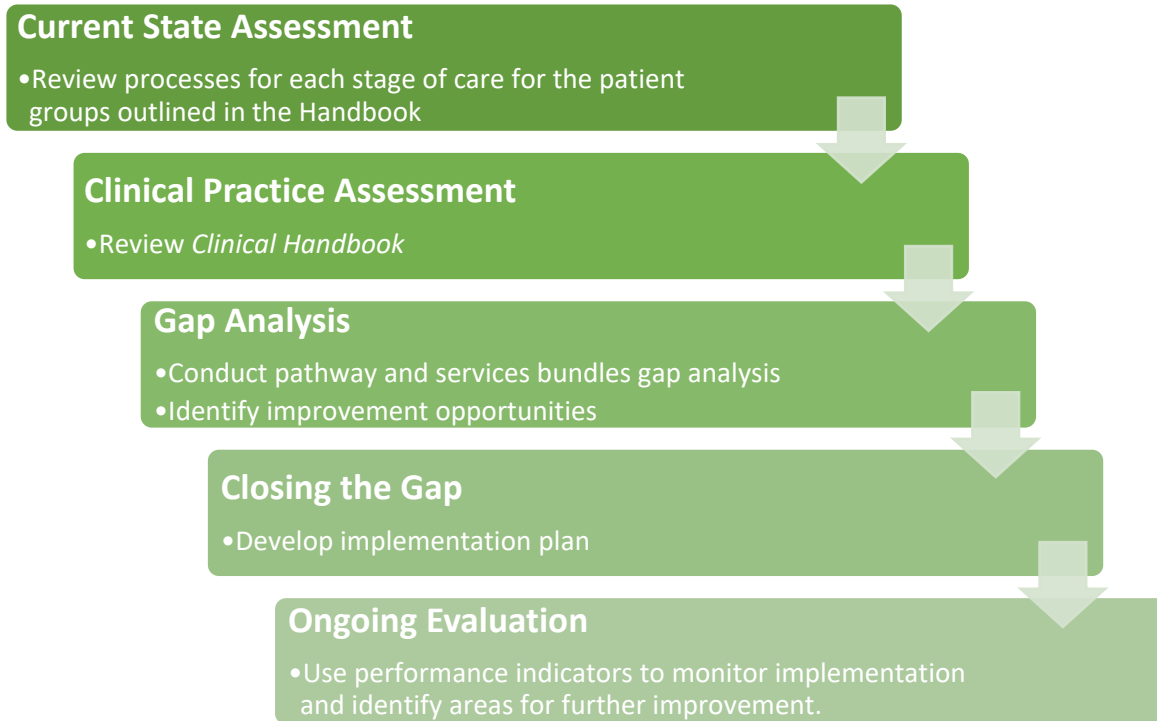 Current State Assessment
•Review processes for each stage of care for the patient
groups outlined in the Handbook
Clinical Practice Assessment
•Review Clinical Handbook
Gap Analysis
•Conduct pathway and services bundles gap analysis
•Identify improvement opportunities
Closing the Gap
•Develop implementation plan
Ongoing Evaluation
•Use performance indicators to monitor implementation
and identify areas for further improvement.